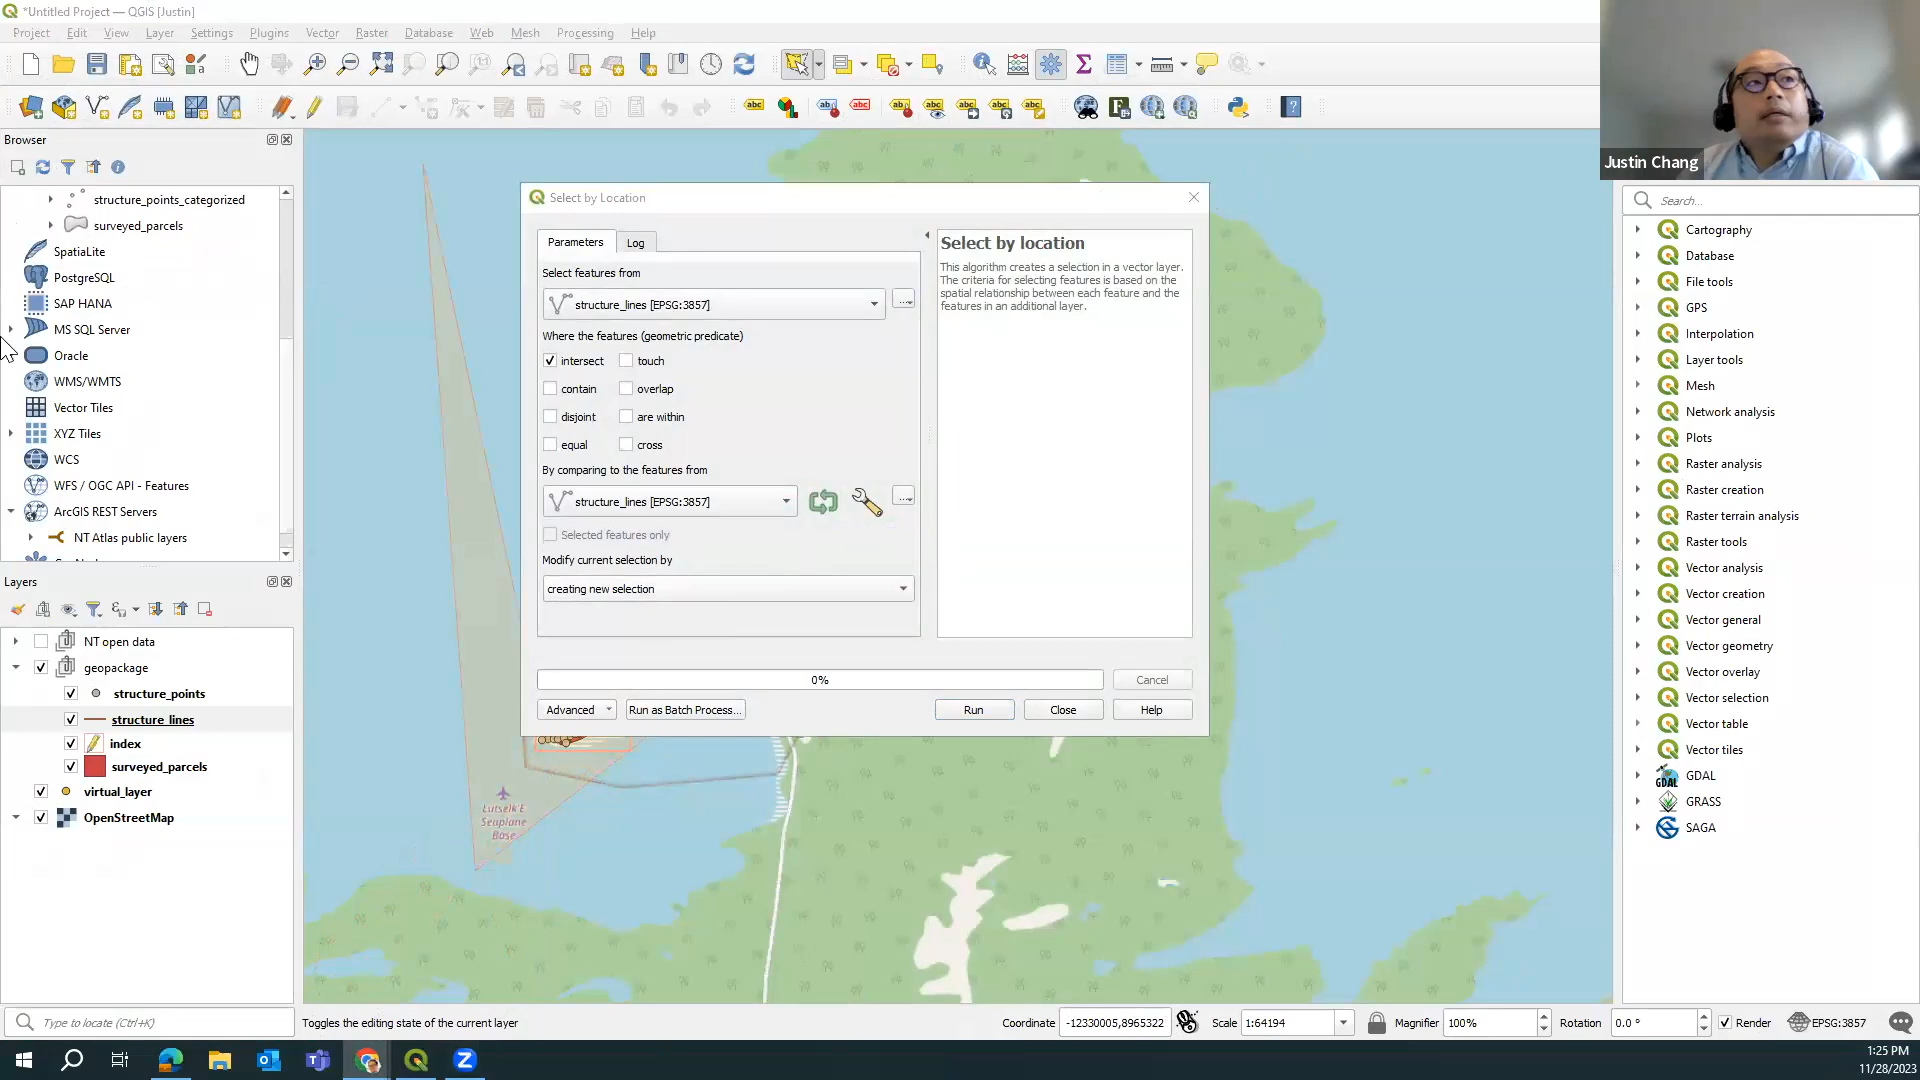 *Untitled Project — QGIS [Justin]
Project Edit View Layer Settings Plugins Vector Raster Database Web Mesh Processing Help
Justin Chang
Browser
structure_points_categorized
surveyed_parcels
SpatiaLite
PostgreSQL
SAP HANA
MS SQL Server
Oracle
WMS/WMTS
Vector Tiles
XYZ Tiles
WCS
WFS / OGC API - Features
ArcGIS REST Servers
NT Atlas public layers
Layers
NT open data
geopackage
structure_points
structure_lines
index
surveyed_parcels
virtual_layer
OpenStreetMap
Select by Location
Parameters Log
Select features from
structure_lines [EPSG:3857]
Where the features (geometric predicate)
intersect touch
contain overlap
disjoint are within
equal cross
By comparing to the features from
structure_lines [EPSG:3857]
Selected features only
Modify current selection by
creating new selection
Select by location
This algorithm creates a selection in a vector layer.
The criteria for selecting features is based on the
spatial relationship between each feature and the
features in an additional layer.
0%
Cancel
Advanced Run as Batch Process... Run Close Help
Lutselk'E
Seaplane
Base
Search...
Cartography
Database
File tools
GPS
Interpolation
Layer tools
Mesh
Network analysis
Plots
Raster analysis
Raster creation
Raster terrain analysis
Raster tools
Vector analysis
Vector creation
Vector general
Vector geometry
Vector overlay
Vector selection
Vector table
Vector tiles
GDAL
GRASS
SAGA
Type to locate (Ctrl+K) Toggles the editing state of the current layer Coordinate -12330005,8965322 Scale 1:64194 Magnifier 100% Rotation 0.0 ° Render EPSG:3857
1:25 PM
11/28/2023